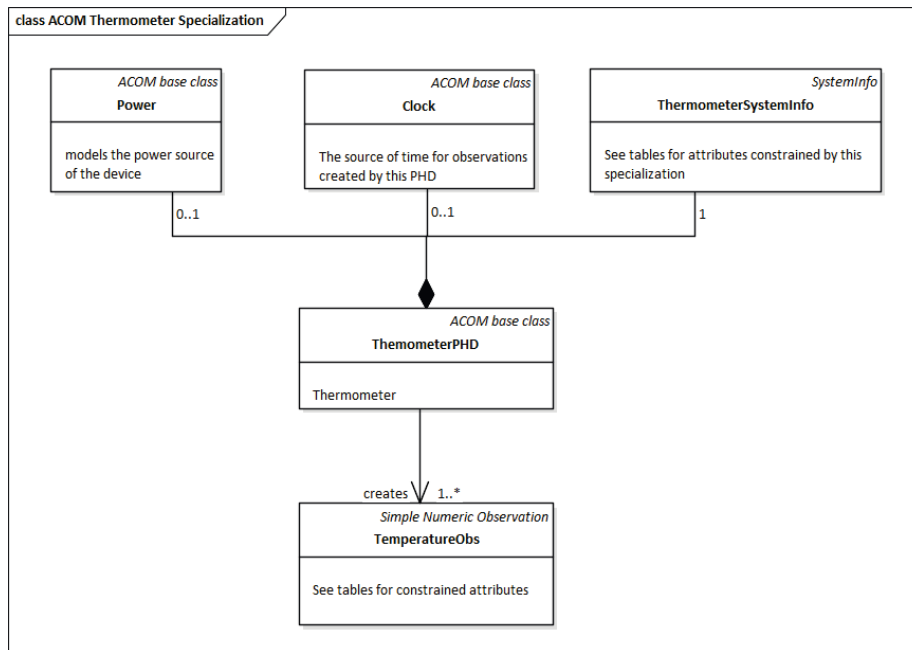 class ACOM Thermometer Specialization
ACOM base class
Power
models the power source
of the device
ACOM base class
Clock
The source of time for observations
created by this PHD
SystemInfo
ThermometerSystemInfo
See tables for attributes constrained by this
specialization
0..1
0..1
1
ACOM base class
ThemometerPHD
Thermometer
creates
1..*
Simple Numeric Observation
TemperatureObs
See tables for constrained attributes